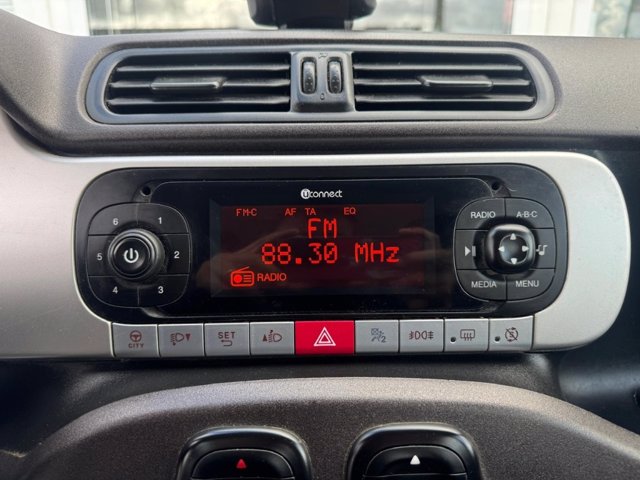 uconnect
FM-C AF TA EQ
FM
88.30 MHz
RADIO
6 1
5 2
4 3
RADIO A-B-C
MEDIA MENU
CITY
SET
2